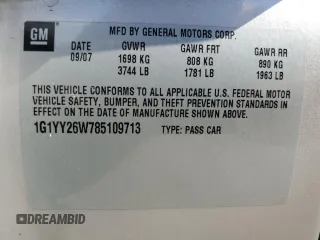 GM
MFD BY GENERAL MOTORS CORP.
DATE GVWR GAWR FRT GAWR RR
09/07 1698 KG 808 KG 890 KG
3744 LB 1781 LB 1963 LB
THIS VEHICLE CONFORMS TO ALL APPLICABLE U.S. FEDERAL MOTOR
VEHICLE SAFETY, BUMPER, AND THEFT PREVENTION STANDARDS IN
EFFECT ON THE DATE OF MANUFACTURE SHOWN ABOVE.
1G1YY26W785109713 TYPE: PASS CAR
BIDFAX